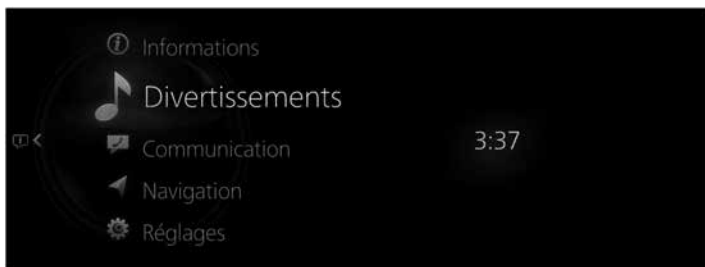 Informations
Divertissements
Communication
3:37
Navigation
Réglages